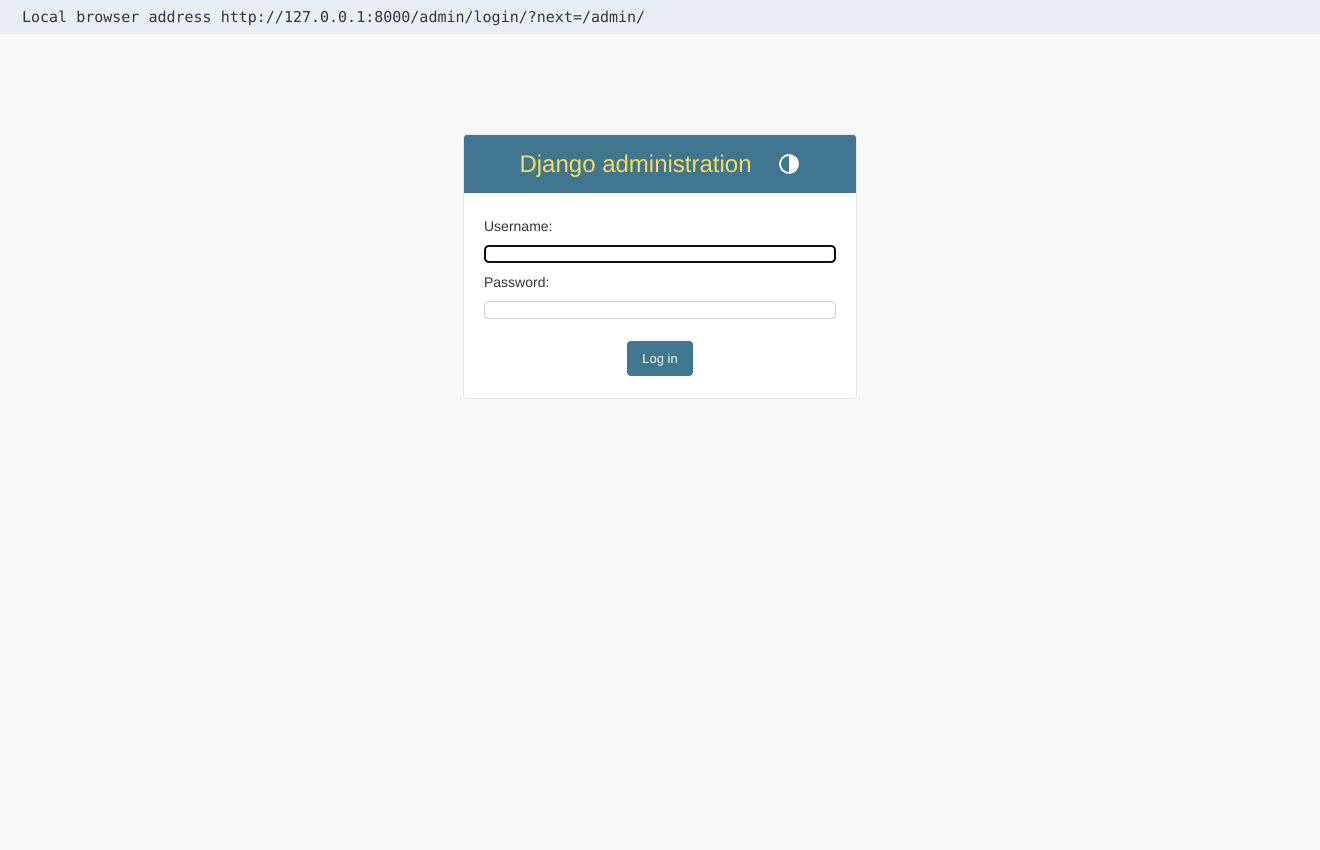 Local browser address http://127.0.0.1:8000/admin/login/?next=/admin/
Django administration
Username:
Password:
Log in